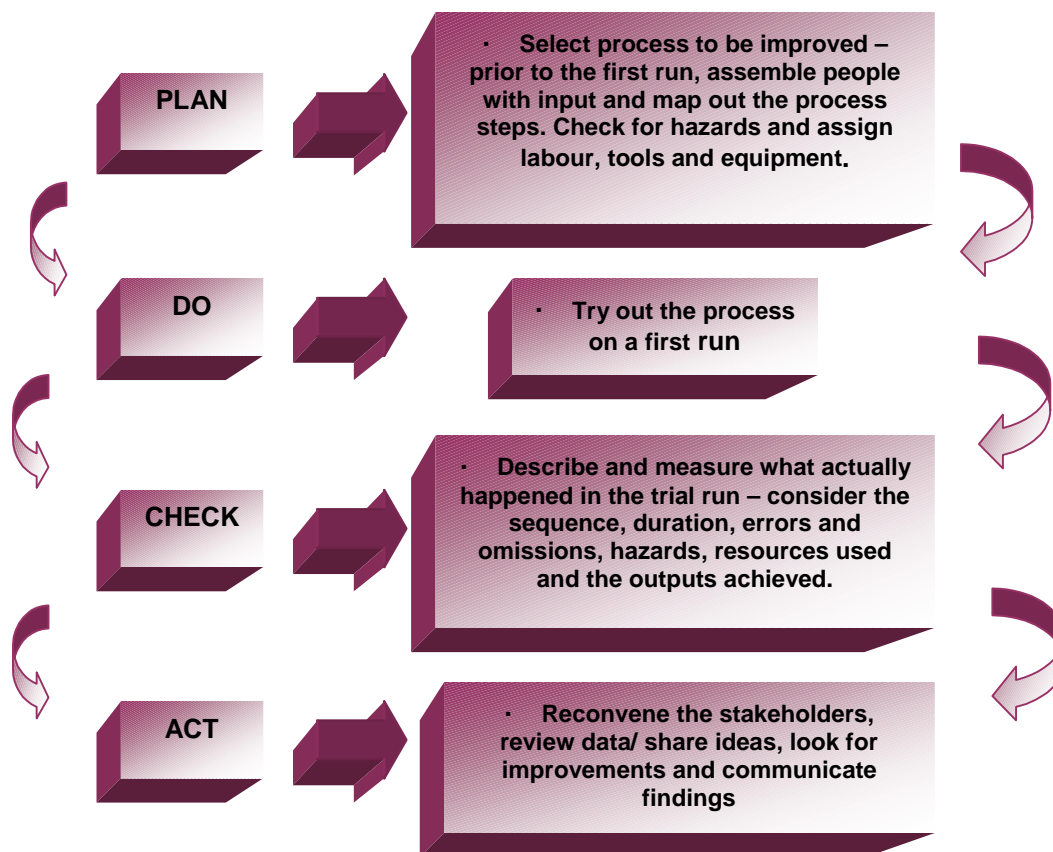 PLAN
· Select process to be improved –
prior to the first run, assemble people
with input and map out the process
steps. Check for hazards and assign
labour, tools and equipment.
DO
· Try out the process
on a first run
CHECK
· Describe and measure what actually
happened in the trial run – consider the
sequence, duration, errors and
omissions, hazards, resources used
and the outputs achieved.
ACT
· Reconvene the stakeholders,
review data/ share ideas, look for
improvements and communicate
findings